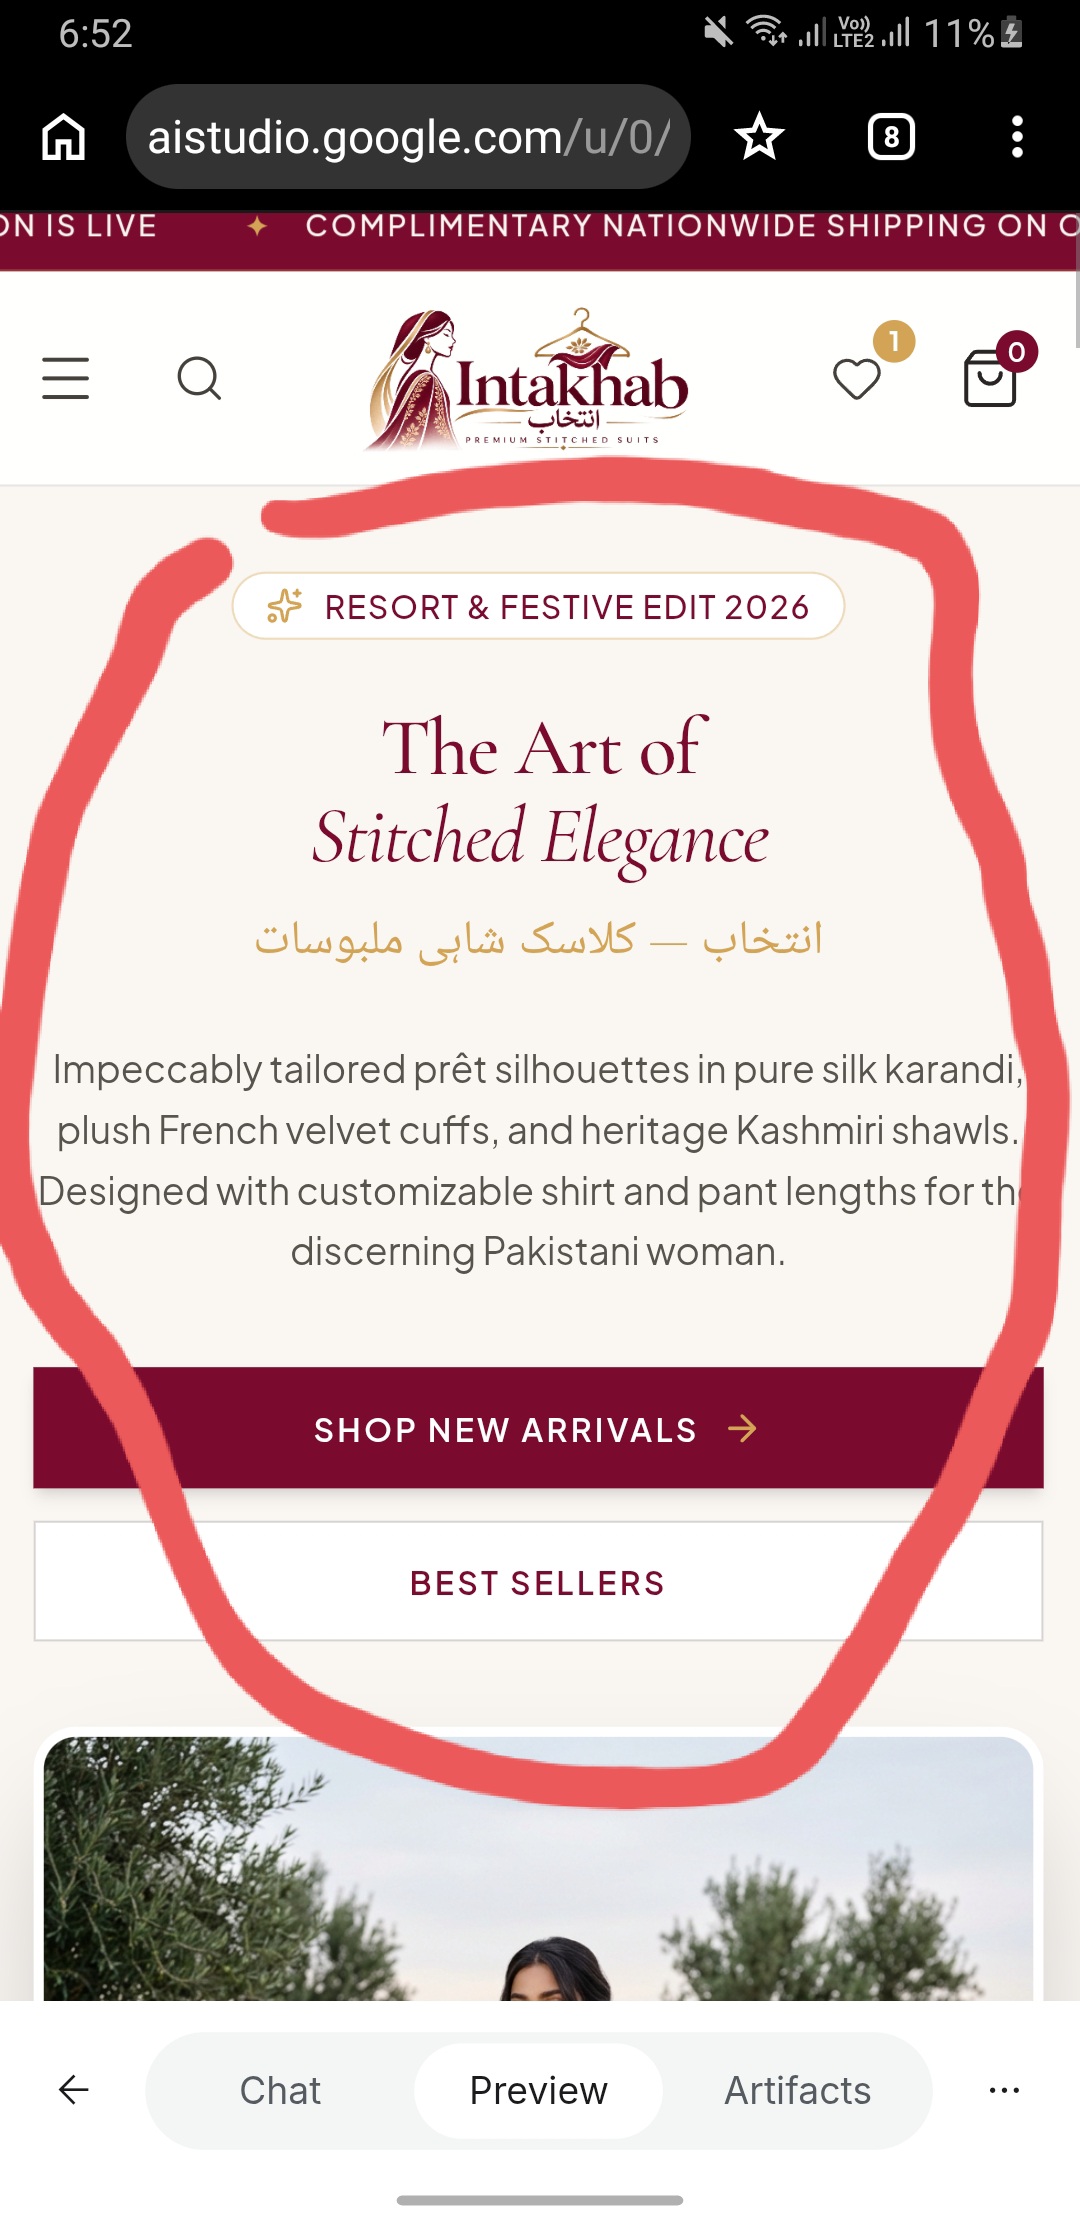 6:52
Vo)) LTE2 11%
aistudio.google.com/u/0/
8
ON IS LIVE ✦ COMPLIMENTARY NATIONWIDE SHIPPING ON
1
0
Intakhab
انتخاب
PREMIUM STITCHED SUITS
RESORT & FESTIVE EDIT 2026
The Art of
Stitched Elegance
انتخاب — کلاسک شاہی ملبوسات
Impeccably tailored prêt silhouettes in pure silk karandi,
plush French velvet cuffs, and heritage Kashmiri shawls.
Designed with customizable shirt and pant lengths for the
discerning Pakistani woman.
SHOP NEW ARRIVALS →
BEST SELLERS
Chat Preview Artifacts